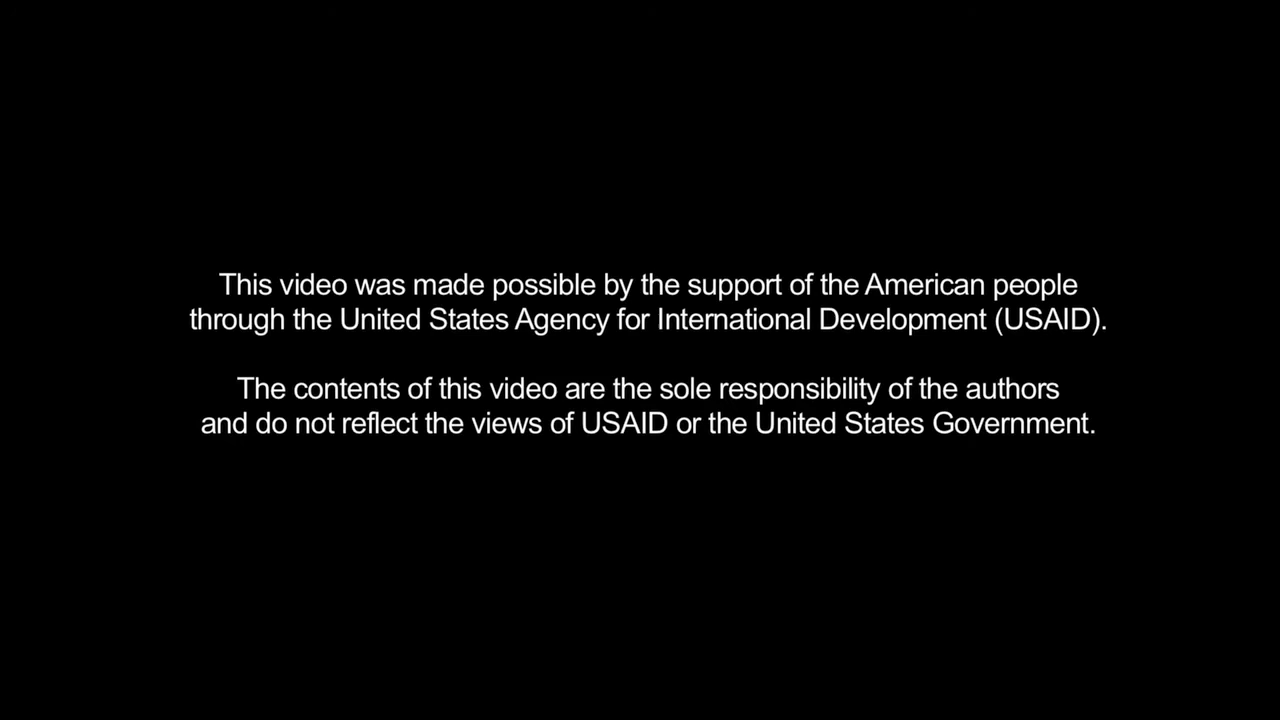 This video was made possible by the support of the American people
through the United States Agency for International Development (USAID).
The contents of this video are the sole responsibility of the authors
and do not reflect the views of USAID or the United States Government.